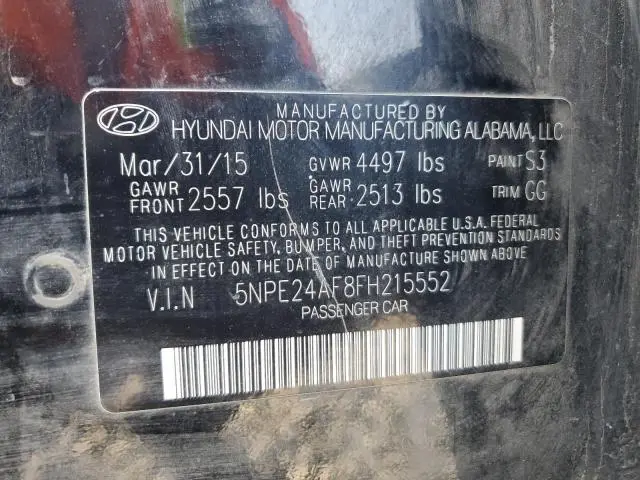 MANUFACTURED BY
HYUNDAI MOTOR MANUFACTURING ALABAMA, LLC
Mar/31/15 GVWR 4497 lbs PAINT S3
GAWR FRONT 2557 lbs GAWR REAR 2513 lbs TRIM GG
THIS VEHICLE CONFORMS TO ALL APPLICABLE U.S.A. FEDERAL
MOTOR VEHICLE SAFETY, BUMPER, AND THEFT PREVENTION STANDARDS
IN EFFECT ON THE DATE OF MANUFACTURE SHOWN ABOVE
V.I.N 5NPE24AF8FH215552
PASSENGER CAR